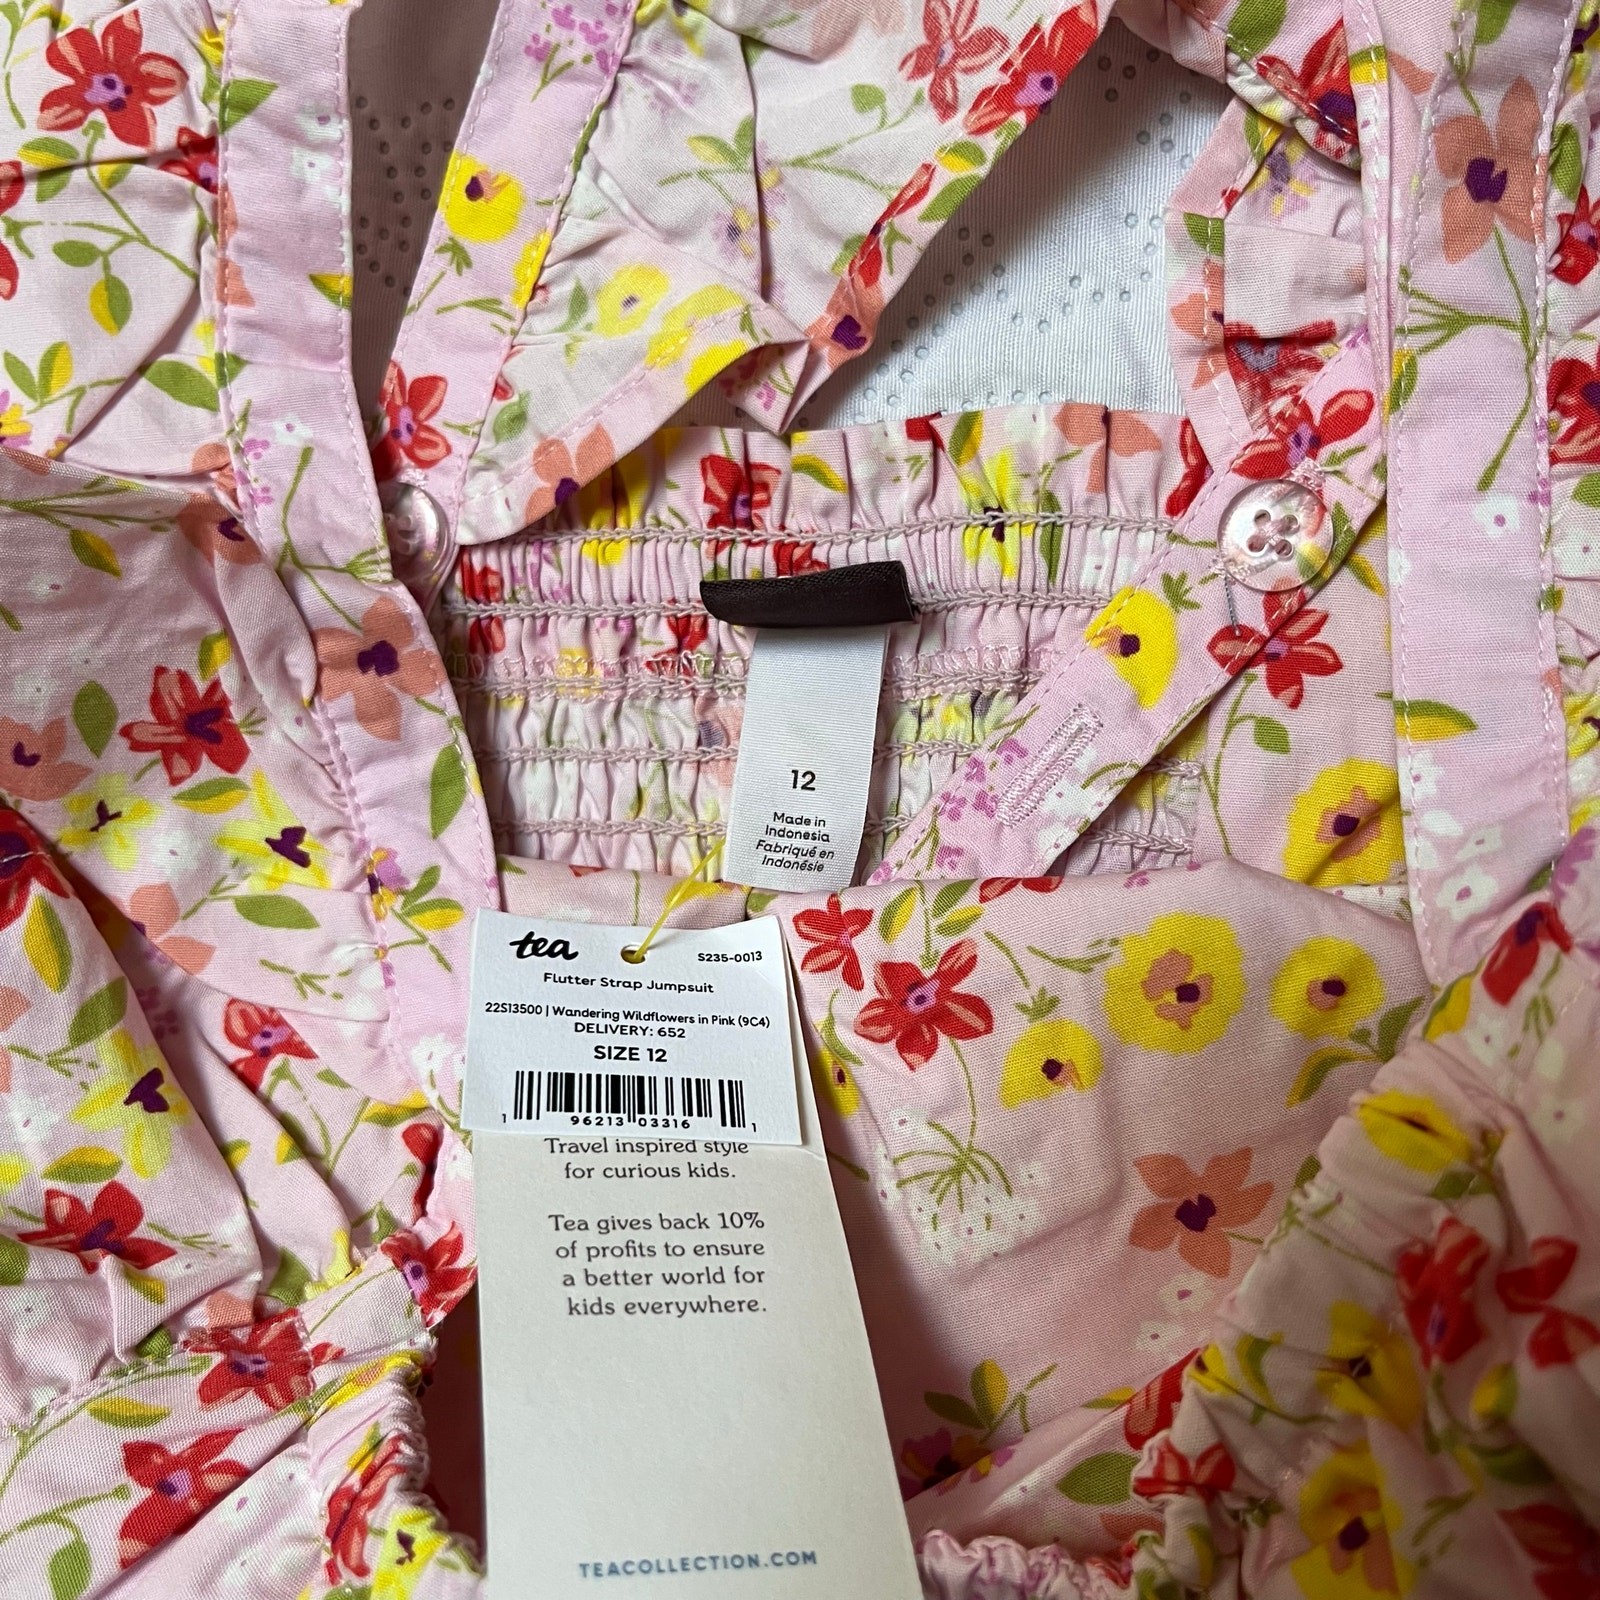 12
Made in
Indonesia
Fabriqué en
Indonésie
tea
S235-0013
Flutter Strap Jumpsuit
22S13500 | Wandering Wildflowers in Pink (9C4)
DELIVERY: 652
SIZE 12
1 96213 03316 1
Travel inspired style
for curious kids.
Tea gives back 10%
of profits to ensure
a better world for
kids everywhere.
TEACOLLECTION.COM